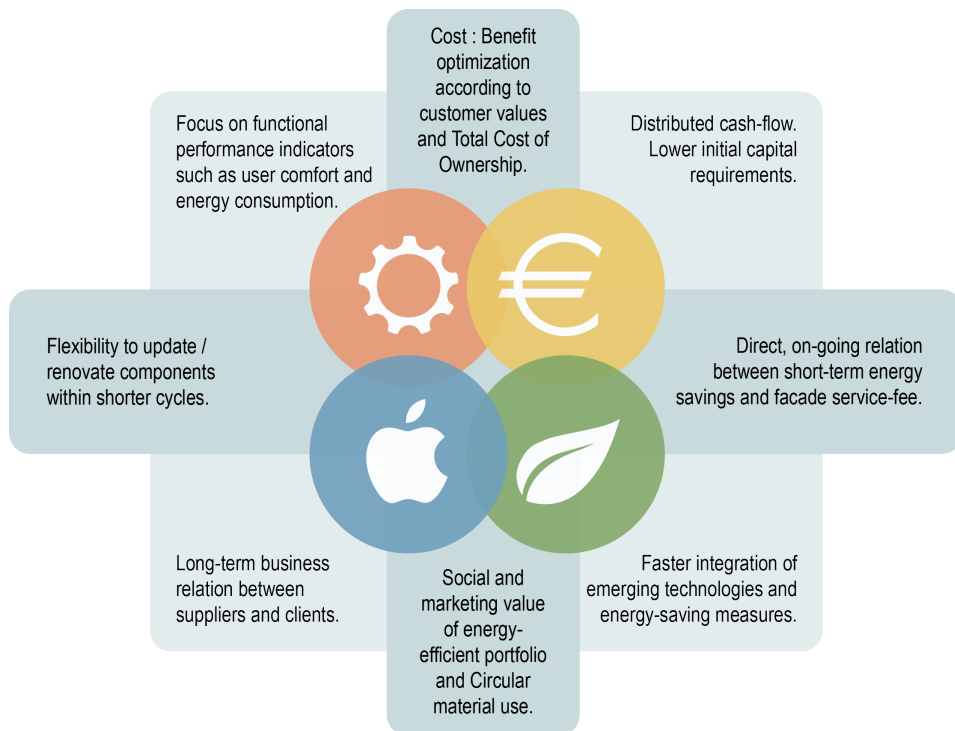 Cost : Benefit
optimization
according to
customer values
and Total Cost of
Ownership.
Focus on functional
performance indicators
such as user comfort and
energy consumption.
Distributed cash-flow.
Lower initial capital
requirements.
€
Flexibility to update /
renovate components
within shorter cycles.
Direct, on-going relation
between short-term energy
savings and facade service-fee.
Long-term business
relation between
suppliers and clients.
Social and
marketing value
of energy-
efficient portfolio
and Circular
material use.
Faster integration of
emerging technologies and
energy-saving measures.